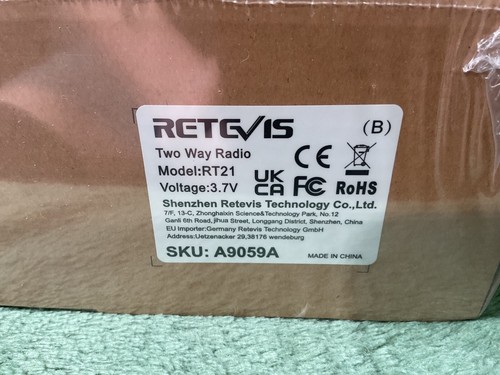 RETEVIS
(B)
Two Way Radio
Model:RT21
Voltage:3.7V
CE
UK
CA
FC
RoHS
Shenzhen Retevis Technology Co.,Ltd.
7/F, 13-C, Zhonghaixin Science&Technology Park, No.12
Ganli 6th Road, jihua Street, Longgang District, Shenzhen, China
EU Importer:Germany Retevis Technology GmbH
Address:Uetzenacker 29,38176 wendeburg
SKU: A9059A
MADE IN CHINA